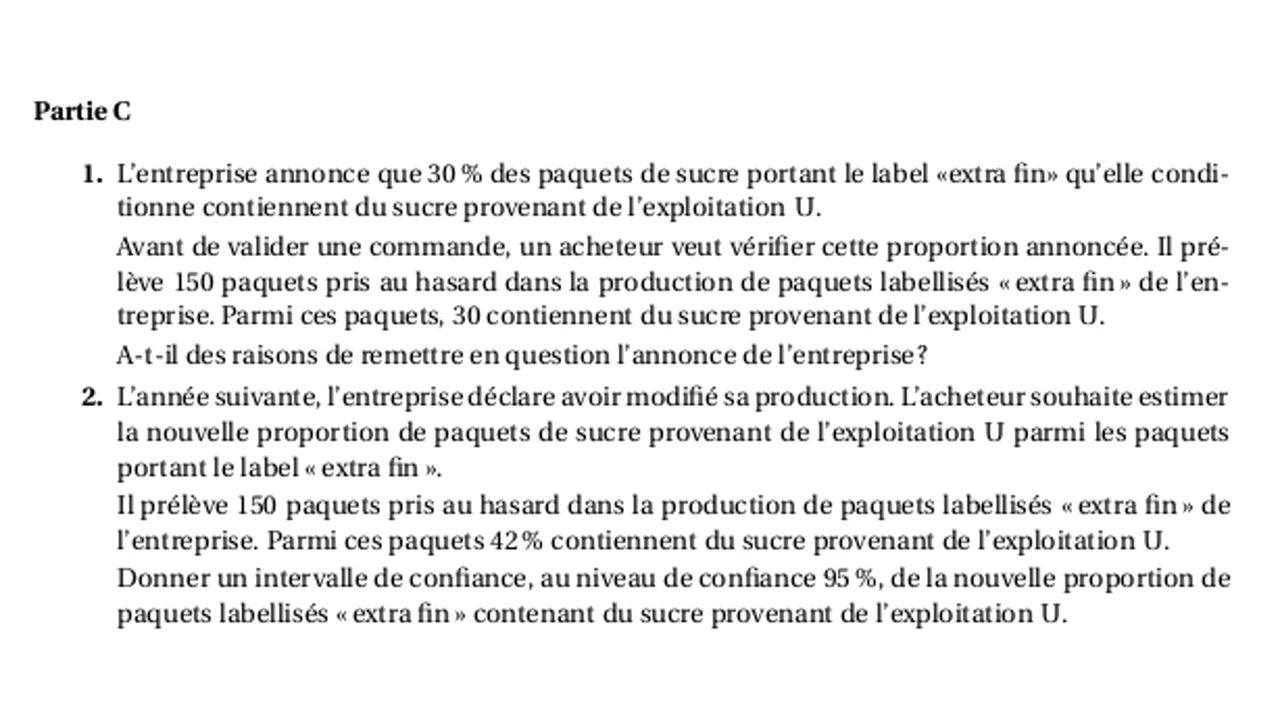 Partie C
1. L'entreprise annonce que 30 % des paquets de sucre portant le label «extra fin» qu'elle condi-
tionne contiennent du sucre provenant de l'exploitation U.
Avant de valider une commande, un acheteur veut vérifier cette proportion annoncée. Il pré-
lève 150 paquets pris au hasard dans la production de paquets labellisés « extra fin » de l'en-
treprise. Parmi ces paquets, 30 contiennent du sucre provenant de l'exploitation U.
A-t-il des raisons de remettre en question l'annonce de l'entreprise ?
2. L'année suivante, l'entreprise déclare avoir modifié sa production. L'acheteur souhaite estimer
la nouvelle proportion de paquets de sucre provenant de l'exploitation U parmi les paquets
portant le label « extra fin ».
Il prélève 150 paquets pris au hasard dans la production de paquets labellisés « extra fin » de
l'entreprise. Parmi ces paquets 42 % contiennent du sucre provenant de l'exploitation U.
Donner un intervalle de confiance, au niveau de confiance 95 %, de la nouvelle proportion de
paquets labellisés « extra fin » contenant du sucre provenant de l'exploitation U.